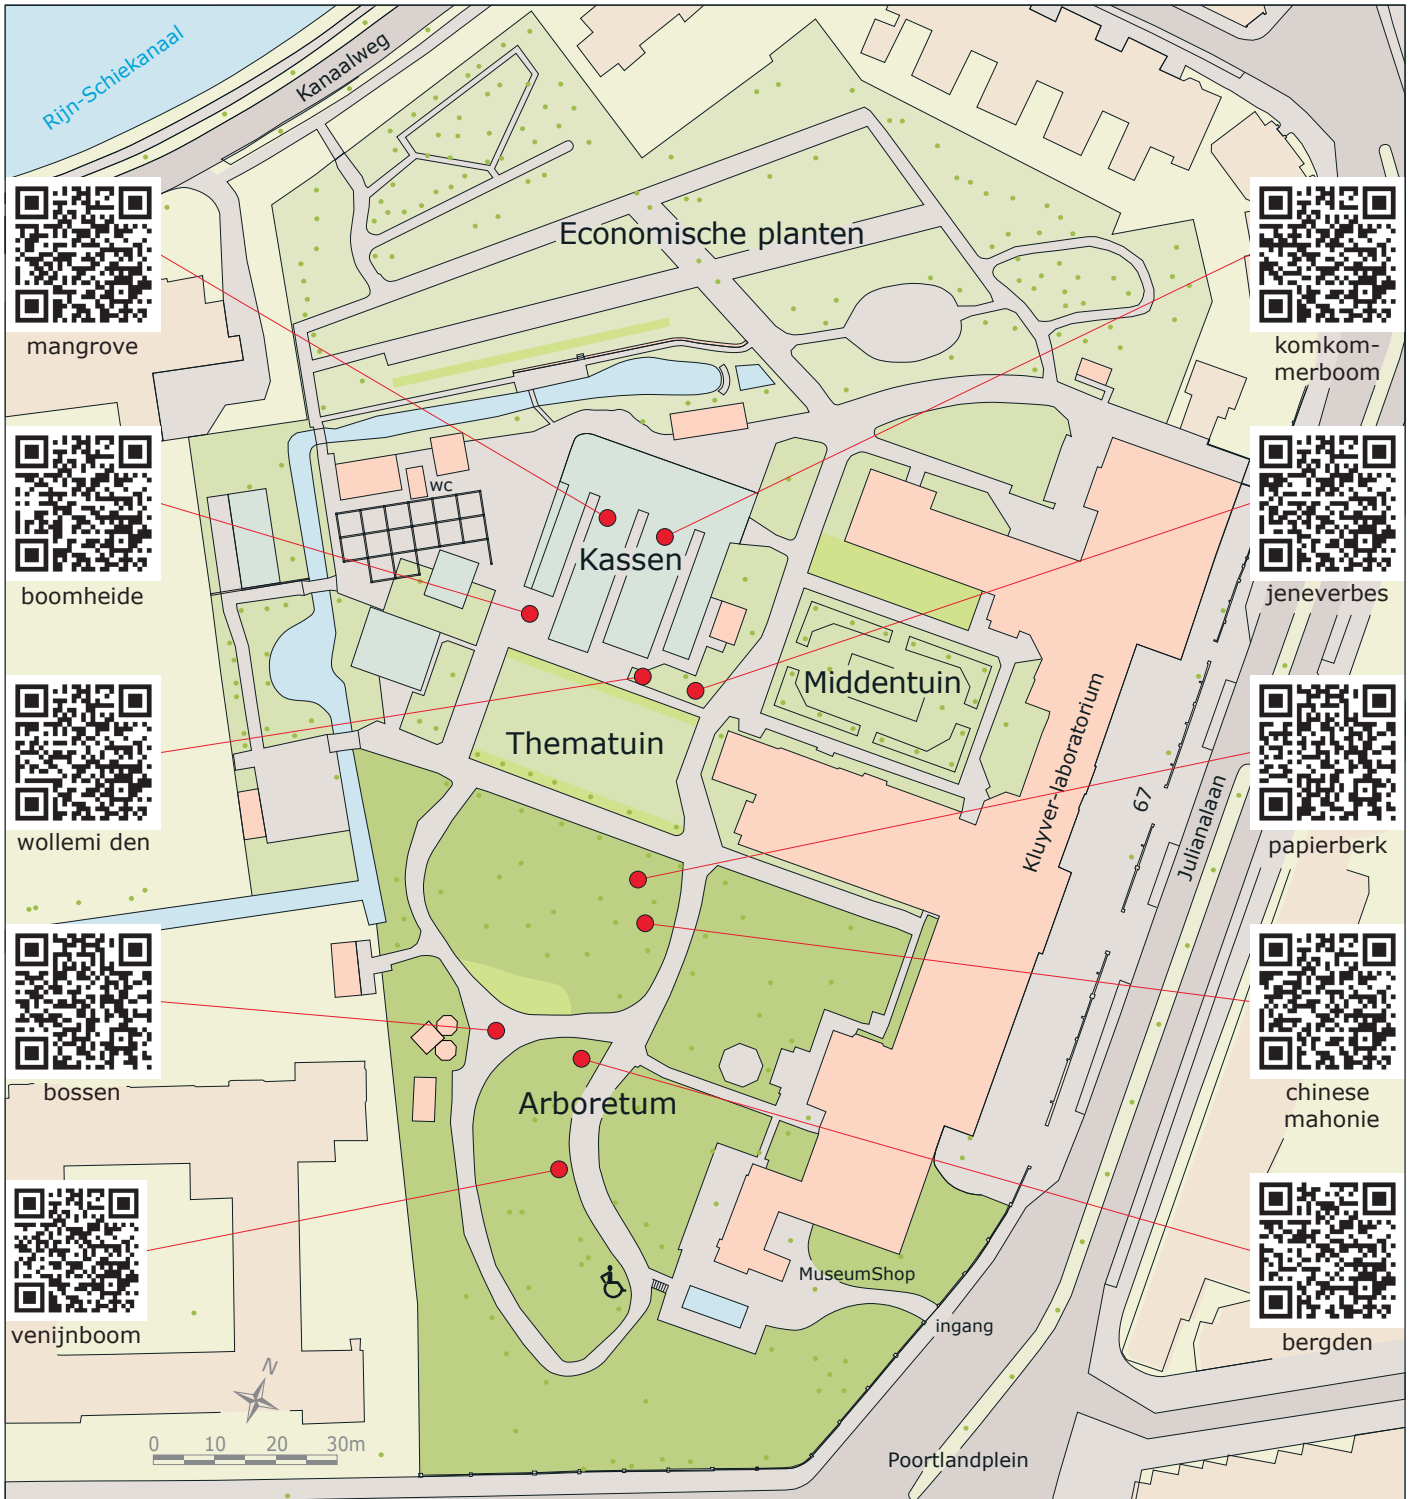 Rijn-Schiekanaal
Kanaalweg
mangrove
boomheide
wollemi den
bossen
venijnboom
Economische planten
wc
Kassen
Middentuin
Thematuin
Kluyver-laboratorium
67
Julianalaan
Arboretum
MuseumShop
ingang
Poortlandplein
N
0 10 20 30m
komkom-
merboom
jeneverbes
papierberk
chinese
mahonie
bergden